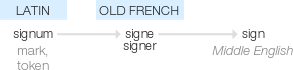 LATIN OLD FRENCH
signum signe sign
mark, signer Middle English
token